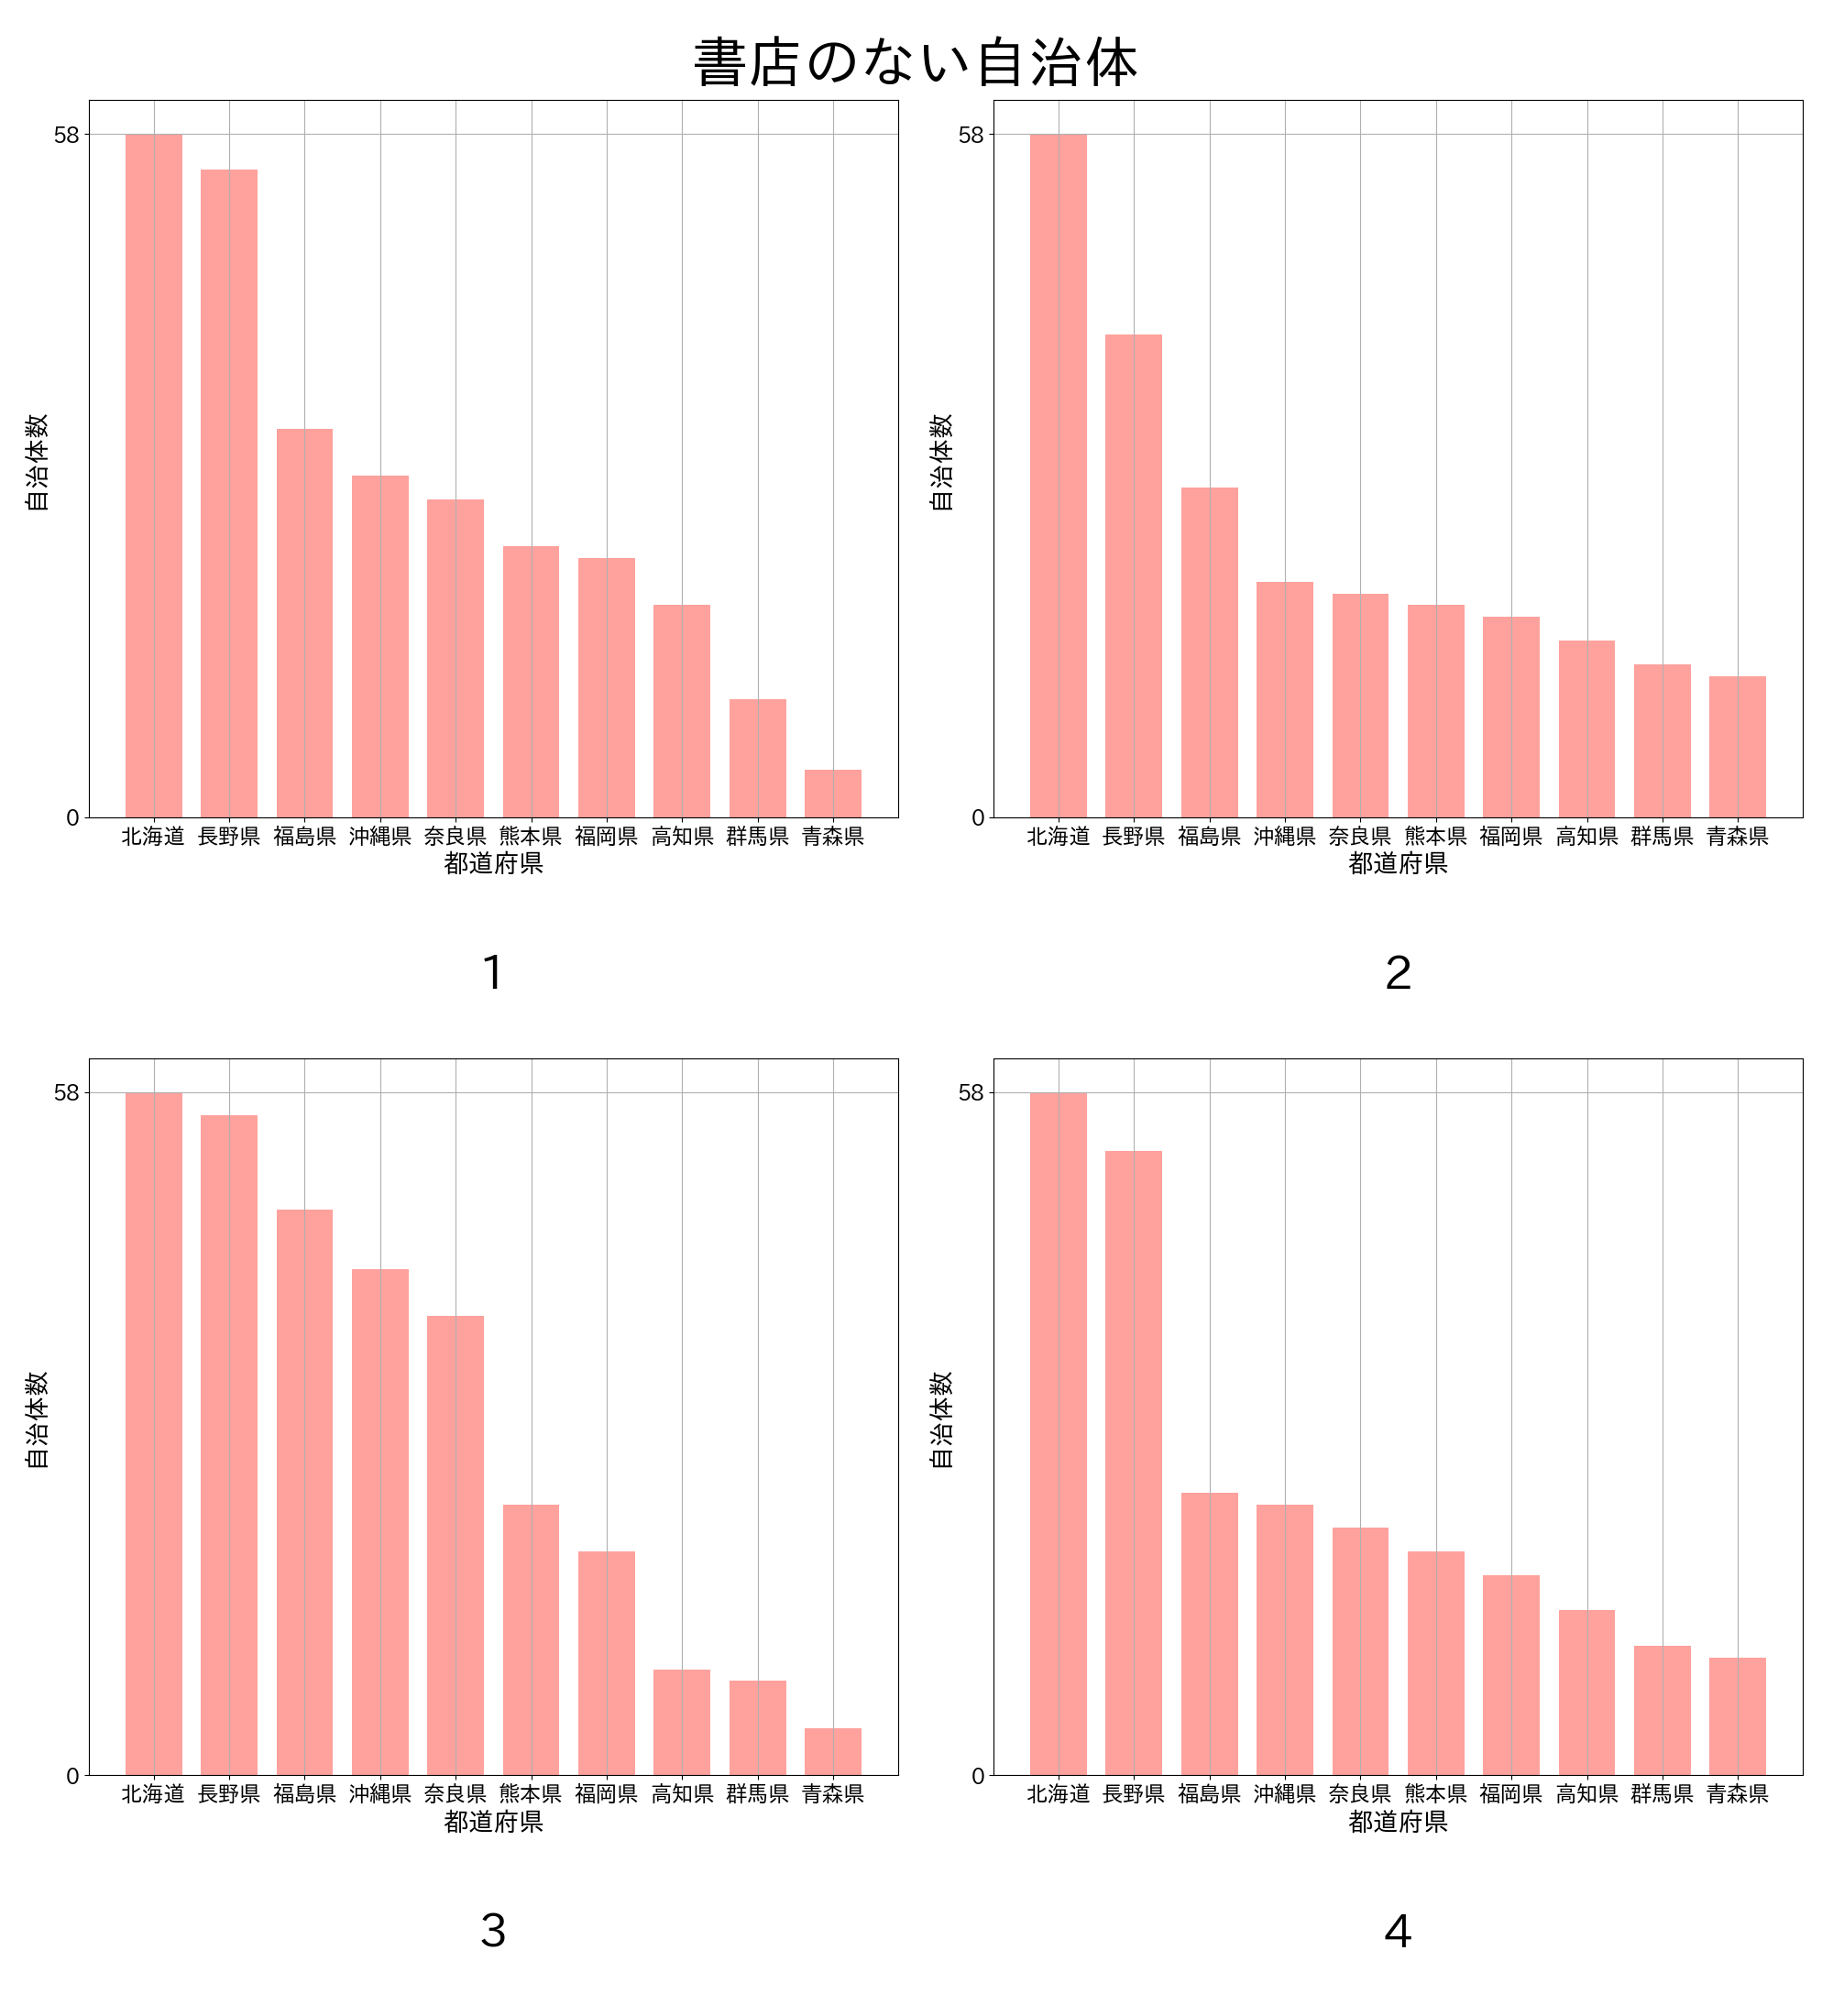 書店のない自治体
58
0
自治体数
北海道 長野県 福島県 沖縄県 奈良県 熊本県 福岡県 高知県 群馬県 青森県
都道府県
1
58
0
自治体数
北海道 長野県 福島県 沖縄県 奈良県 熊本県 福岡県 高知県 群馬県 青森県
都道府県
2
58
0
自治体数
北海道 長野県 福島県 沖縄県 奈良県 熊本県 福岡県 高知県 群馬県 青森県
都道府県
3
58
0
自治体数
北海道 長野県 福島県 沖縄県 奈良県 熊本県 福岡県 高知県 群馬県 青森県
都道府県
4